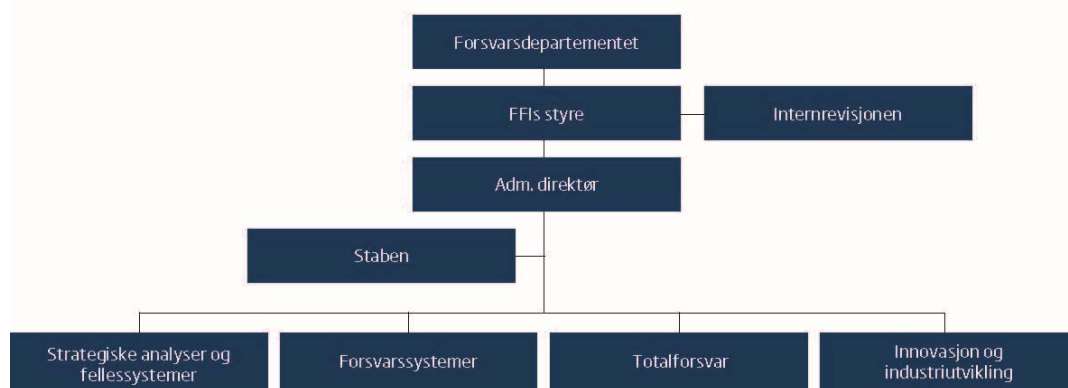 Forsvarsdepartementet
FFIs styre
Internrevisjonen
Adm. direktør
Staben
Strategiske analyser og
fellessystemer
Forsvarssystemer
Totalforsvar
Innovasjon og
industriutvikling